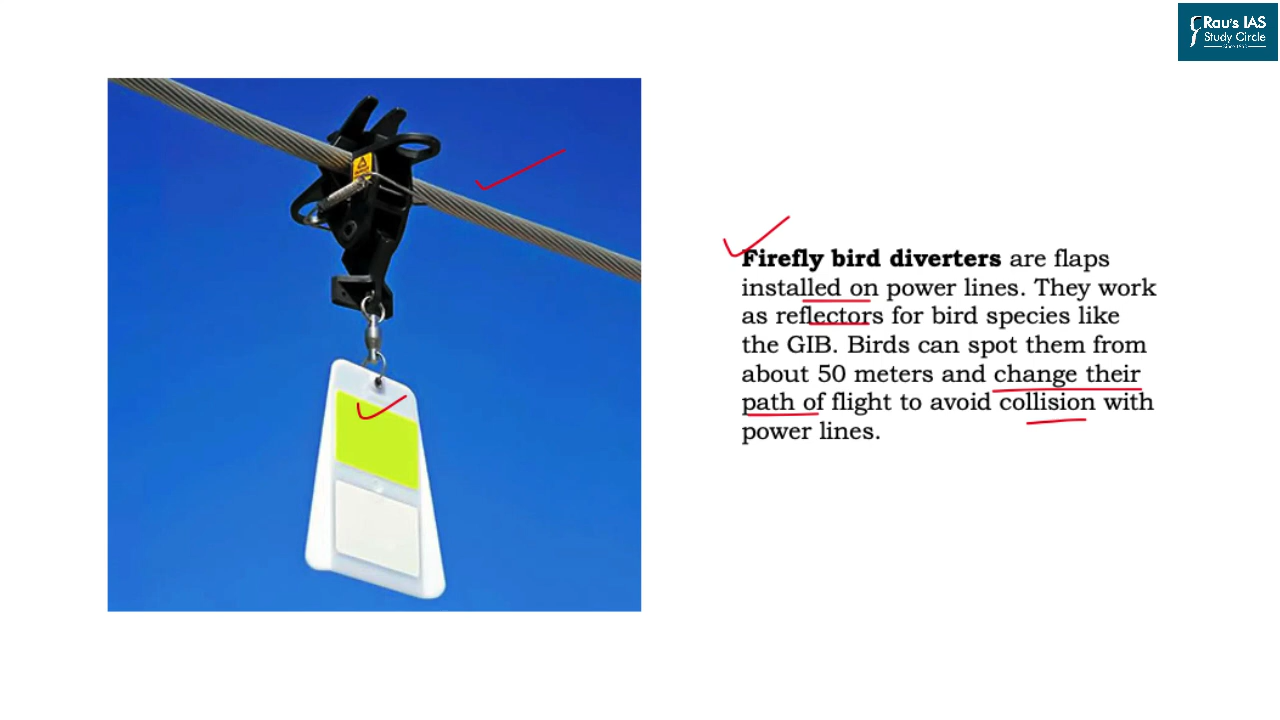 Rau's IAS
Study Circle
Firefly bird diverters are flaps
installed on power lines. They work
as reflectors for bird species like
the GIB. Birds can spot them from
about 50 meters and change their
path of flight to avoid collision with
power lines.